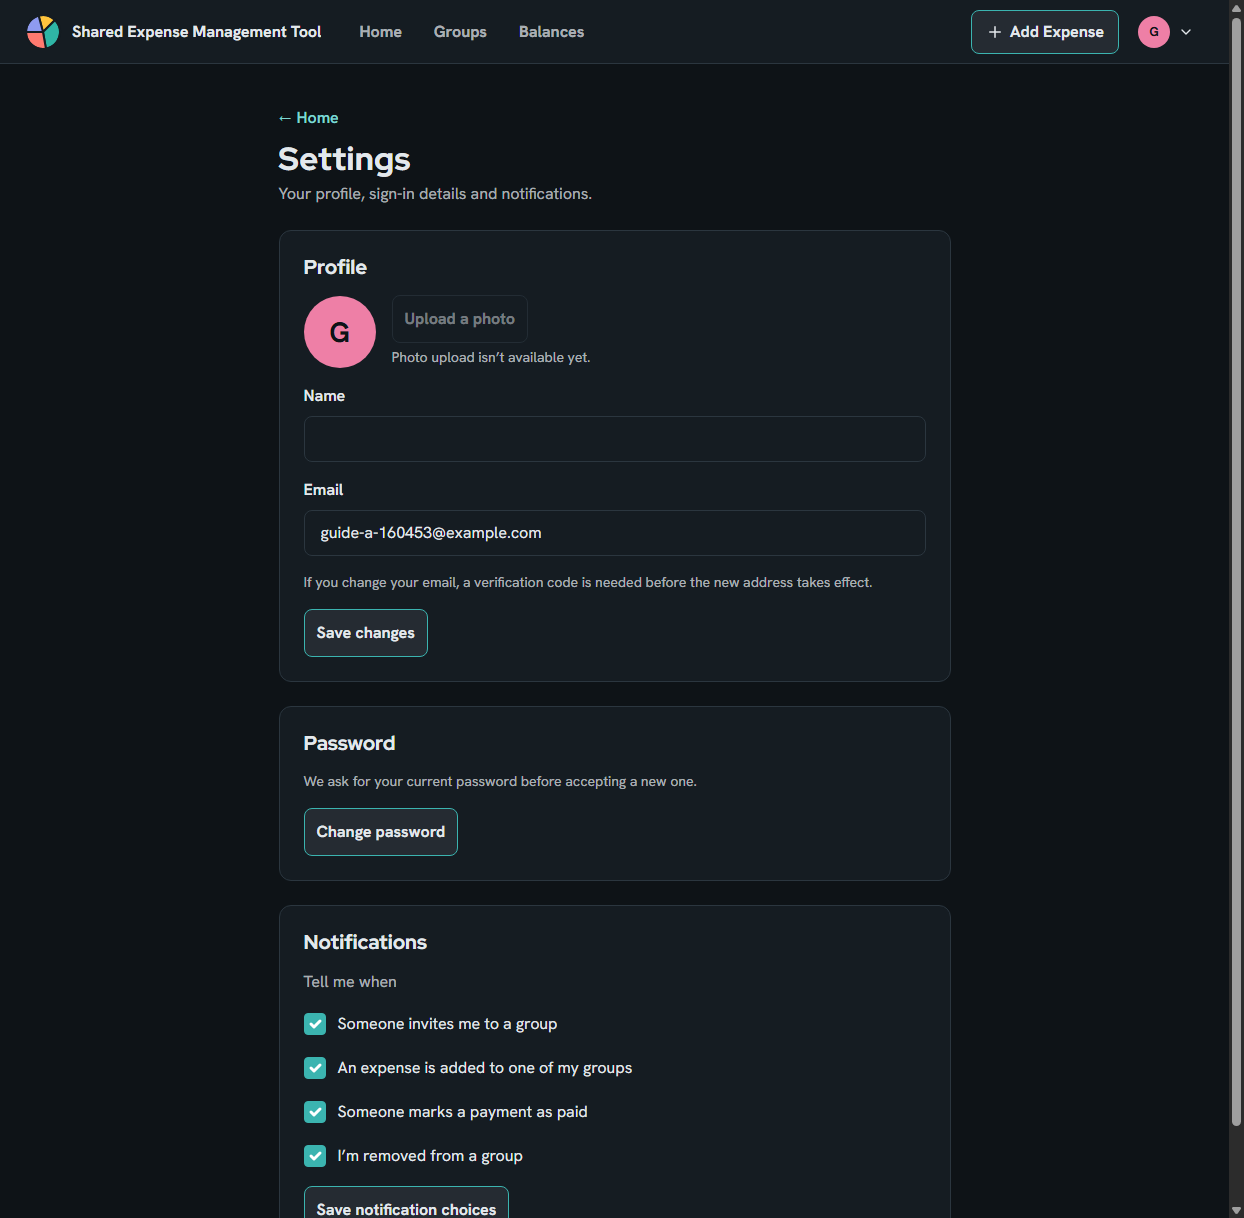 Shared Expense Management Tool
Home
Groups
Balances
+ Add Expense
G
← Home
Settings
Your profile, sign-in details and notifications.
Profile
G
Upload a photo
Photo upload isn’t available yet.
Name
Email
guide-a-160453@example.com
If you change your email, a verification code is needed before the new address takes effect.
Save changes
Password
We ask for your current password before accepting a new one.
Change password
Notifications
Tell me when
Someone invites me to a group
An expense is added to one of my groups
Someone marks a payment as paid
I’m removed from a group
Save notification choices